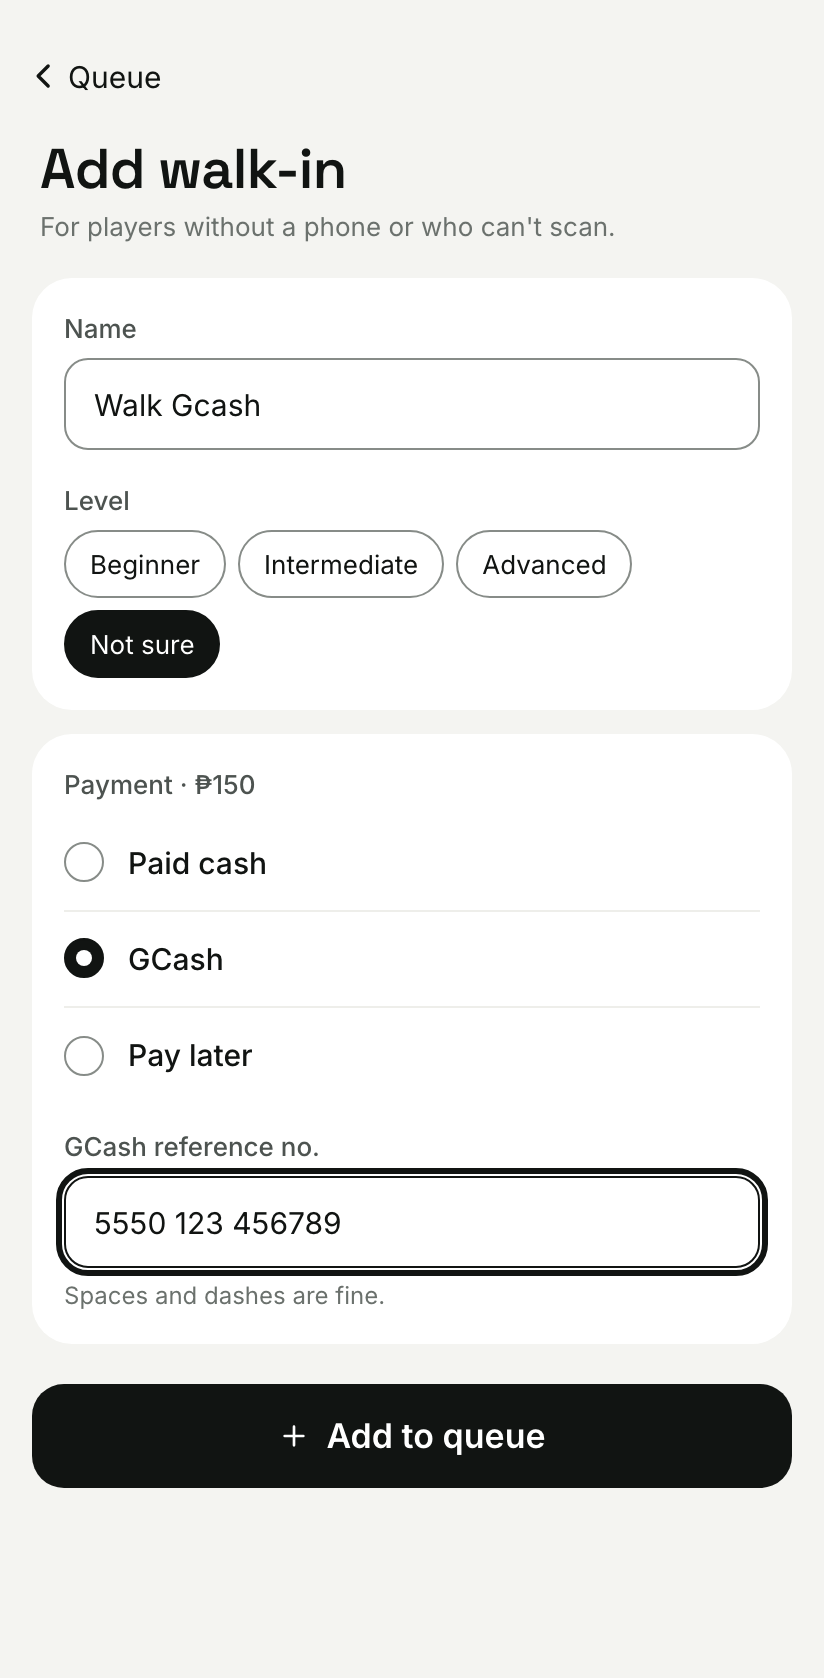 Queue
Add walk-in
For players without a phone or who can't scan.
Name
Walk Gcash
Level
Beginner
Intermediate
Advanced
Not sure
Payment · ₱150
Paid cash
GCash
Pay later
GCash reference no.
5550 123 456789
Spaces and dashes are fine.
+ Add to queue